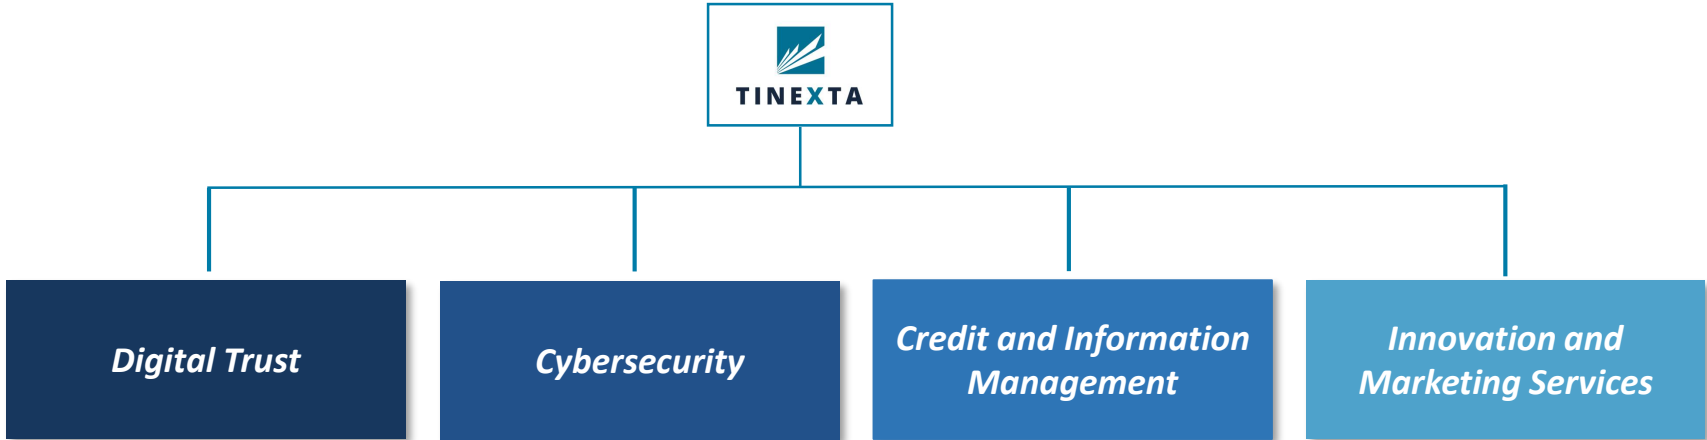 TINEXTA
Digital Trust
Cybersecurity
Credit and Information
Management
Innovation and
Marketing Services